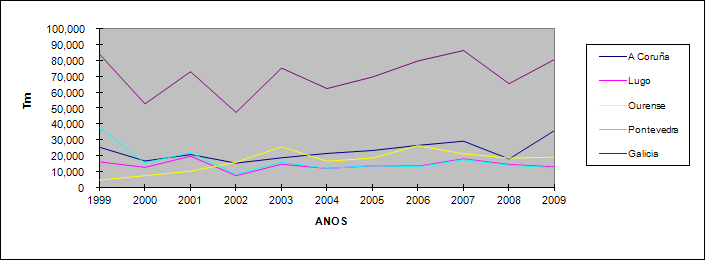 100,000
90,000
80,000
70,000
60,000
50,000
40,000
30,000
20,000
10,000
0
Tm
1999 2000 2001 2002 2003 2004 2005 2006 2007 2008 2009
ANOS
A Coruña
Lugo
Ourense
Pontevedra
Galicia